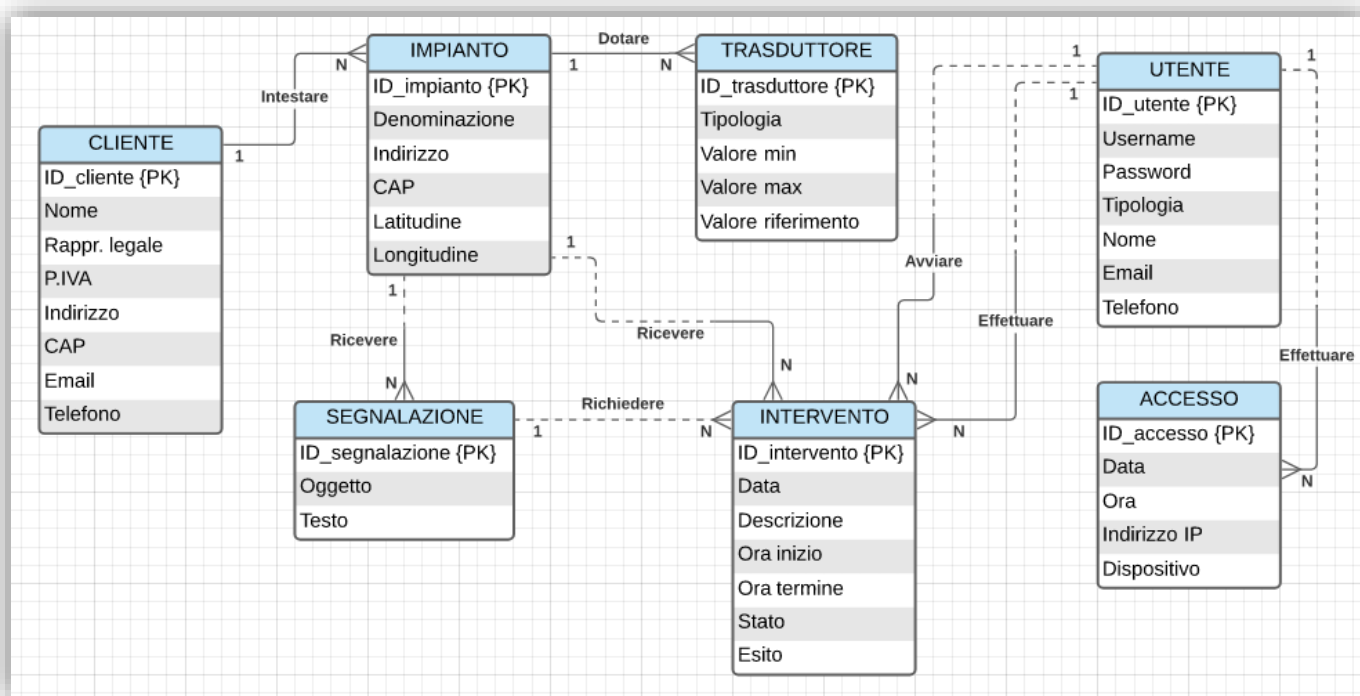 CLIENTE
ID_cliente {PK}
Nome
Rappr. legale
P.IVA
Indirizzo
CAP
Email
Telefono
1
Intestare
N
IMPIANTO
ID_impianto {PK}
Denominazione
Indirizzo
CAP
Latitudine
Longitudine
1
Dotare
N
TRASDUTTORE
ID_trasduttore {PK}
Tipologia
Valore min
Valore max
Valore riferimento
1
Ricevere
N
1
Ricevere
N
SEGNALAZIONE
ID_segnalazione {PK}
Oggetto
Testo
1
Richiedere
N
INTERVENTO
ID_intervento {PK}
Data
Descrizione
Ora inizio
Ora termine
Stato
Esito
1
Avviare
N
1
Effettuare
N
UTENTE
ID_utente {PK}
Username
Password
Tipologia
Nome
Email
Telefono
1
Effettuare
N
ACCESSO
ID_accesso {PK}
Data
Ora
Indirizzo IP
Dispositivo